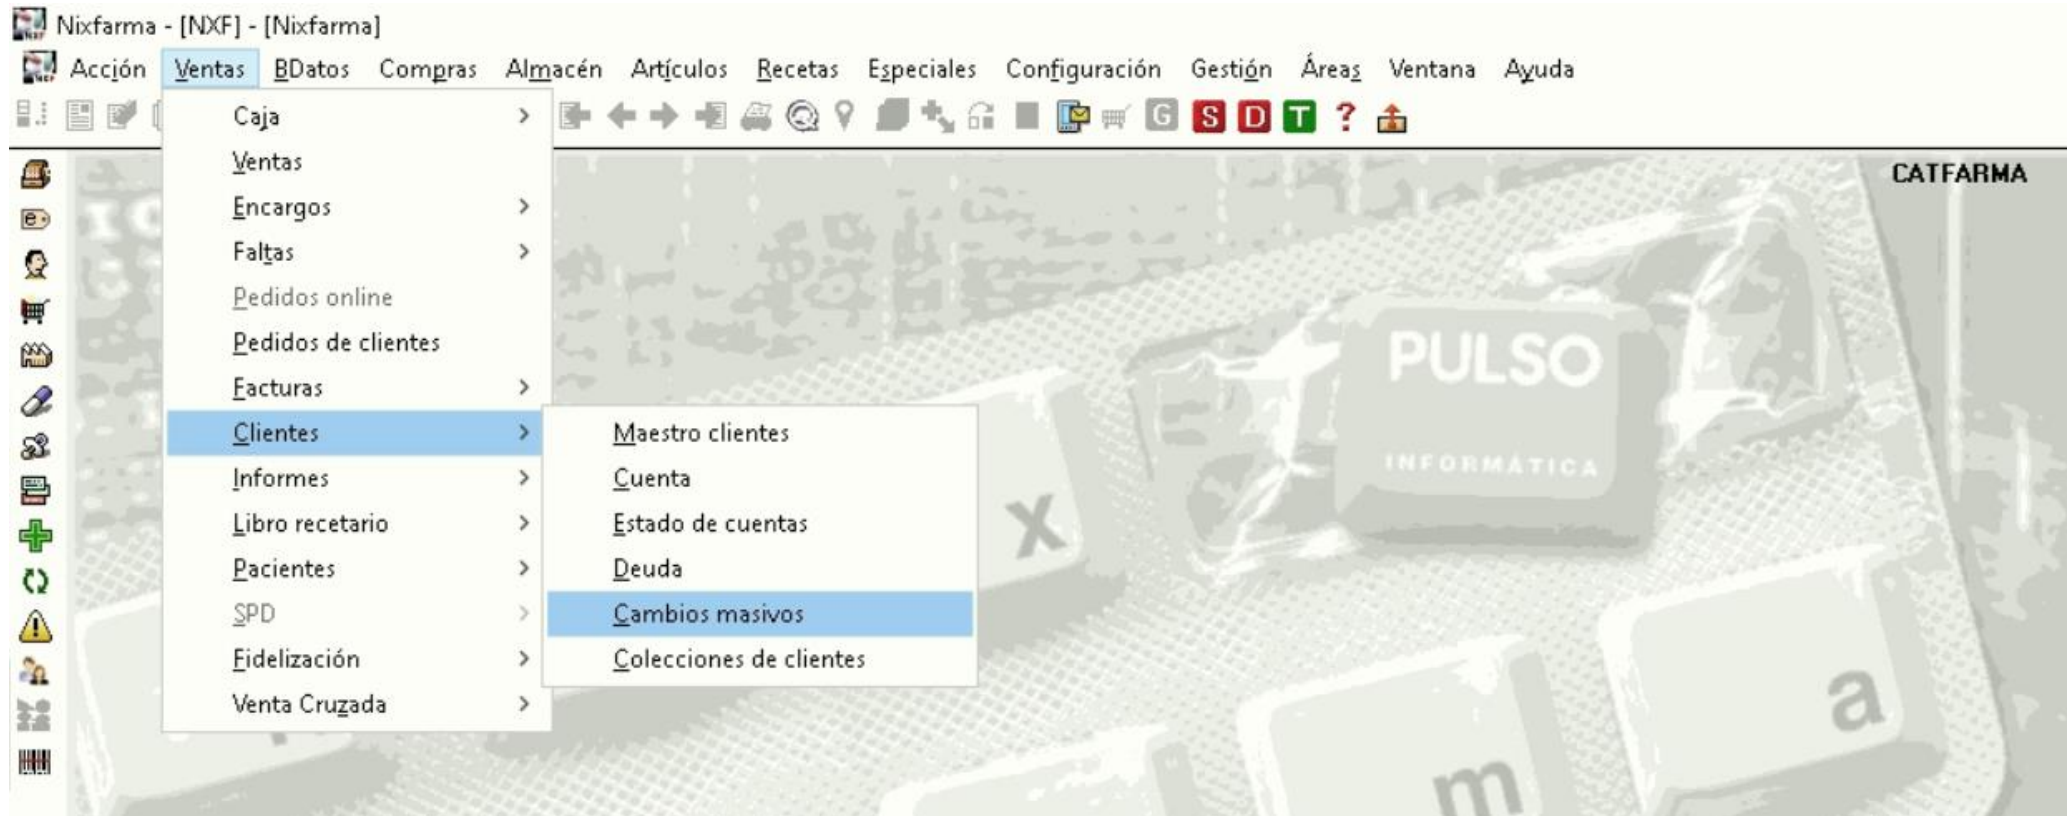 Nixfarma - [NXF] - [Nixfarma]
Acción Ventas BDatos Compras Almacén Artículos Recetas Especiales Configuración Gestión Áreas Ventana Ayuda
G S D T ?
CATFARMA
Caja
Ventas
Encargos
Faltas
Pedidos online
Pedidos de clientes
Facturas
Clientes
Informes
Libro recetario
Pacientes
SPD
Fidelización
Venta Cruzada
Maestro clientes
Cuenta
Estado de cuentas
Deuda
Cambios masivos
Colecciones de clientes
PULSO
INFORMÁTICA
x
a
m